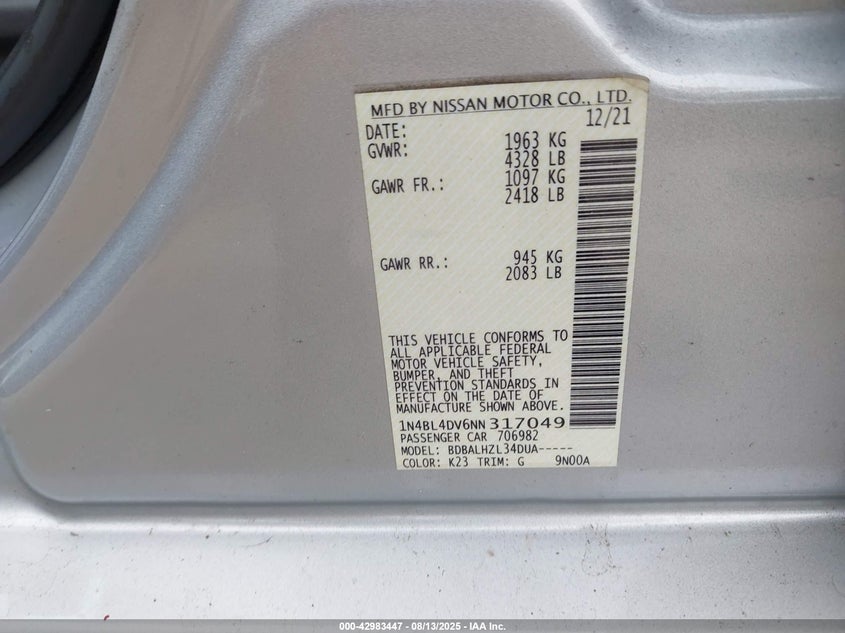 MFD BY NISSAN MOTOR CO., LTD.
DATE: 12/21
GVWR: 1963 KG
4328 LB
GAWR FR.: 1097 KG
2418 LB
GAWR RR.: 945 KG
2083 LB
THIS VEHICLE CONFORMS TO
ALL APPLICABLE FEDERAL
MOTOR VEHICLE SAFETY,
BUMPER, AND THEFT
PREVENTION STANDARDS IN
EFFECT ON THE DATE OF
MANUFACTURE SHOWN ABOVE.
1N4BL4DV6NN317049
PASSENGER CAR 706982
MODEL: BDBALHZL34DUA-----
COLOR: K23 TRIM: G 9N00A
000-42983447 - 08/13/2025 - IAA Inc.